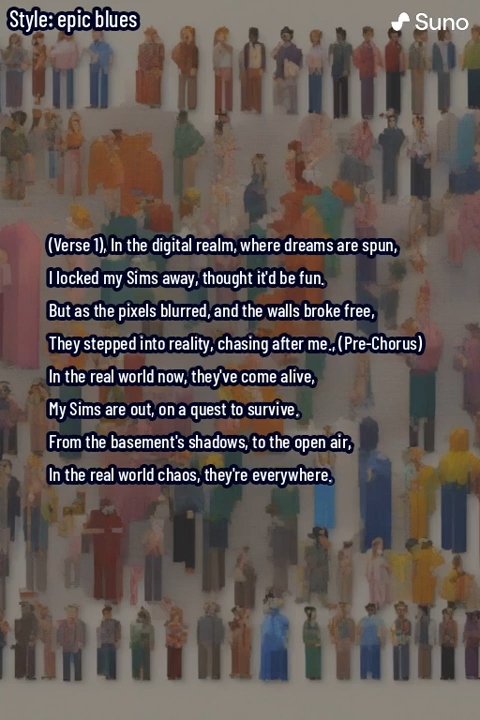 Style: epic blues
Suno
(Verse 1), In the digital realm, where dreams are spun,
I locked my Sims away, thought it'd be fun.
But as the pixels blurred, and the walls broke free,
They stepped into reality, chasing after me., (Pre-Chorus)
In the real world now, they've come alive,
My Sims are out, on a quest to survive.
From the basement's shadows, to the open air,
In the real world chaos, they're everywhere.